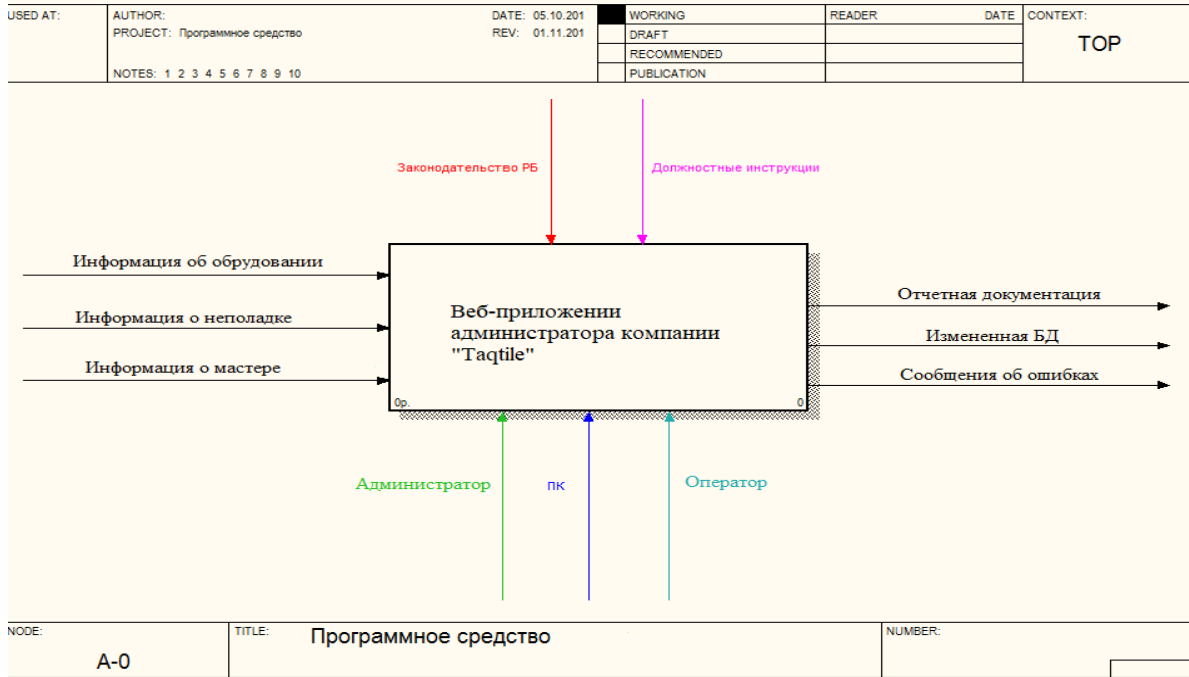 USED AT:
AUTHOR:
DATE: 05.10.201
WORKING
READER
DATE
CONTEXT:
PROJECT: Программное средство
REV: 01.11.201
DRAFT
TOP
RECOMMENDED
NOTES: 1 2 3 4 5 6 7 8 9 10
PUBLICATION
Законодательство РБ
Должностные инструкции
Информация об обрудовании
Информация о неполадке
Информация о мастере
Веб-приложении
администратора компании
"Taqtile"
0р.
0
Отчетная документация
Измененная БД
Сообщения об ошибках
Администратор
ПК
Оператор
NODE:
TITLE:
Программное средство
NUMBER:
A-0